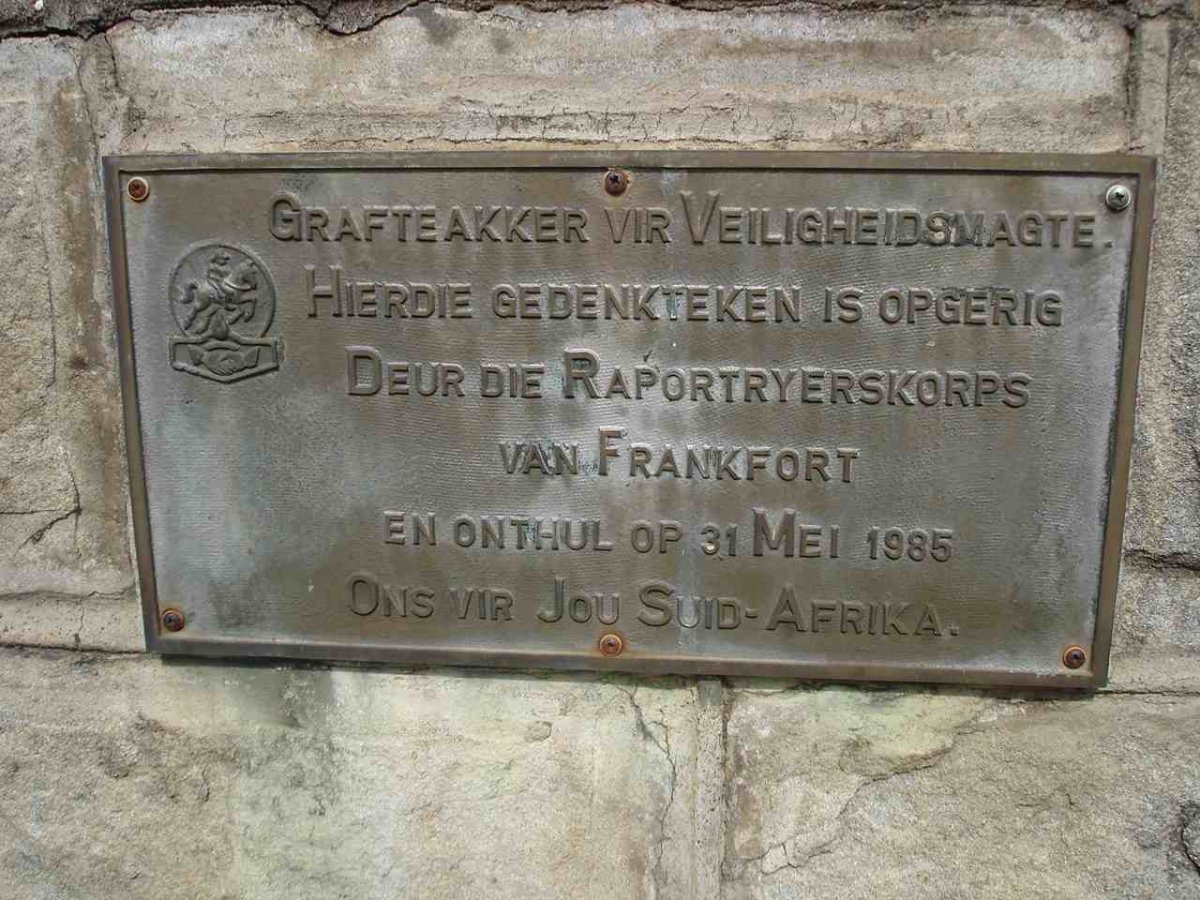 GRAFTEAKKER VIR VEILIGHEIDSMAGTE.
HIERDIE GEDENKTEKEN IS OPGERIG
DEUR DIE RAPORTRYERSKORPS
VAN FRANKFORT
EN ONTHUL OP 31 MEI 1985
ONS VIR JOU SUID-AFRIKA.